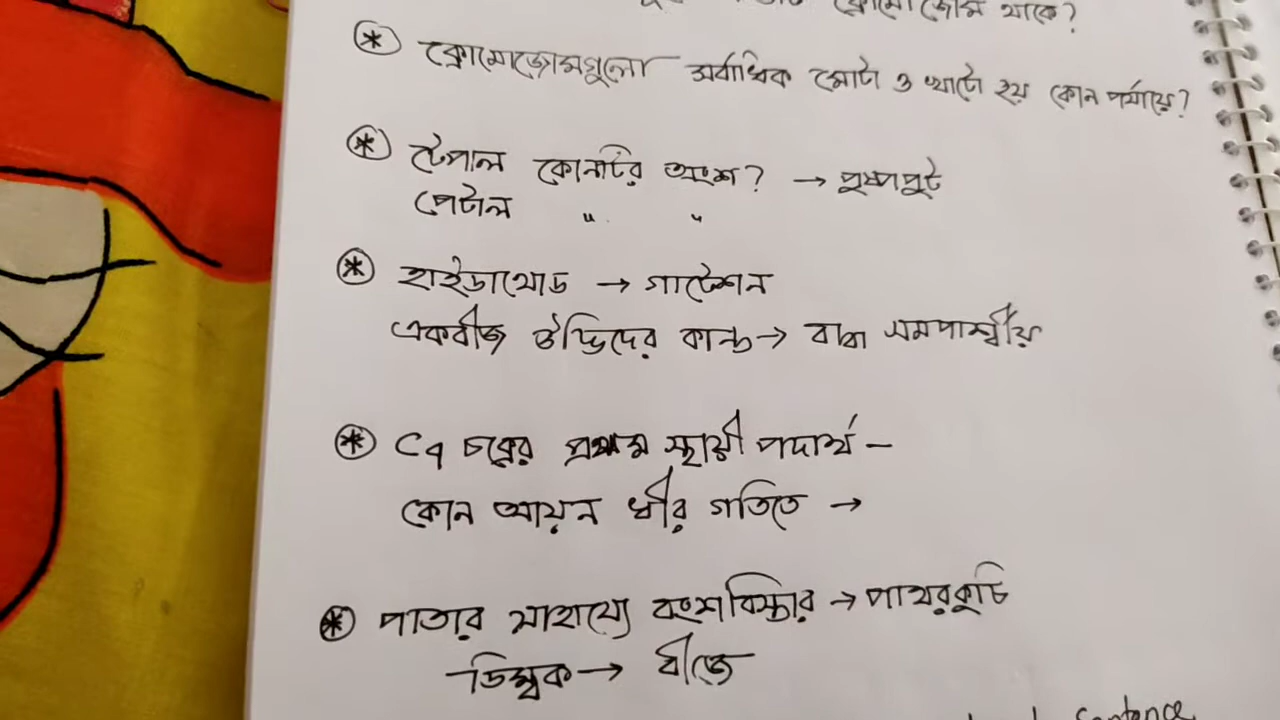 ক্রোমোজোম থাকে?
* ক্রোমোজোমগুলো সর্বাধিক মোটা ও খাটো হয় কোন পর্যায়ে?
* টেপাল কোনটির অংশ? → পুষ্পপুট
পেটাল " "
* হাইডাথোড → গাটেশন
একবীজ উদ্ভিদের কান্ড → বদ্ধ সমপার্শ্বীয়
* C4 চক্রের প্রথম স্থায়ী পদার্থ -
কোন আয়ন ধীর গতিতে →
* পাতার সাহায্যে বংশবিস্তার → পাথরকুচি
ডিম্বক → বীজে
sentence